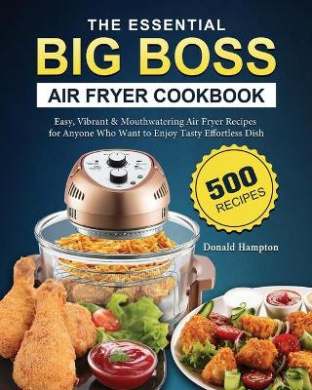 THE ESSENTIAL
BIG BOSS
AIR FRYER COOKBOOK
Easy, Vibrant & Mouthwatering Air Fryer Recipes
for Anyone Who Want to Enjoy Tasty Effortless Dish
500
RECIPES
Donald Hampton